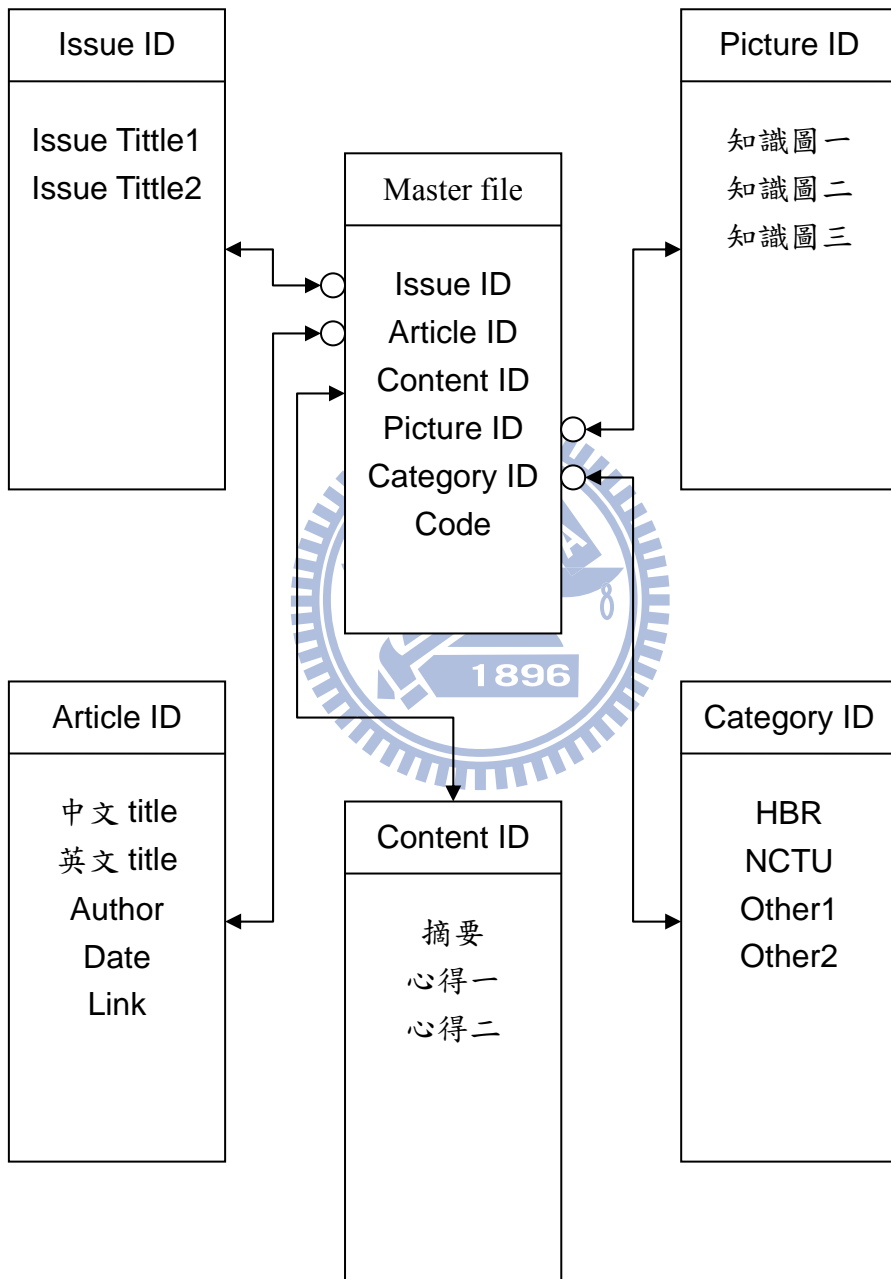 Issue ID
Issue Tittle1
Issue Tittle2
Master file
Issue ID
Article ID
Content ID
Picture ID
Category ID
Code
Picture ID
知識圖一
知識圖二
知識圖三
1896
Article ID
中文 title
英文 title
Author
Date
Link
Content ID
摘要
心得一
心得二
Category ID
HBR
NCTU
Other1
Other2